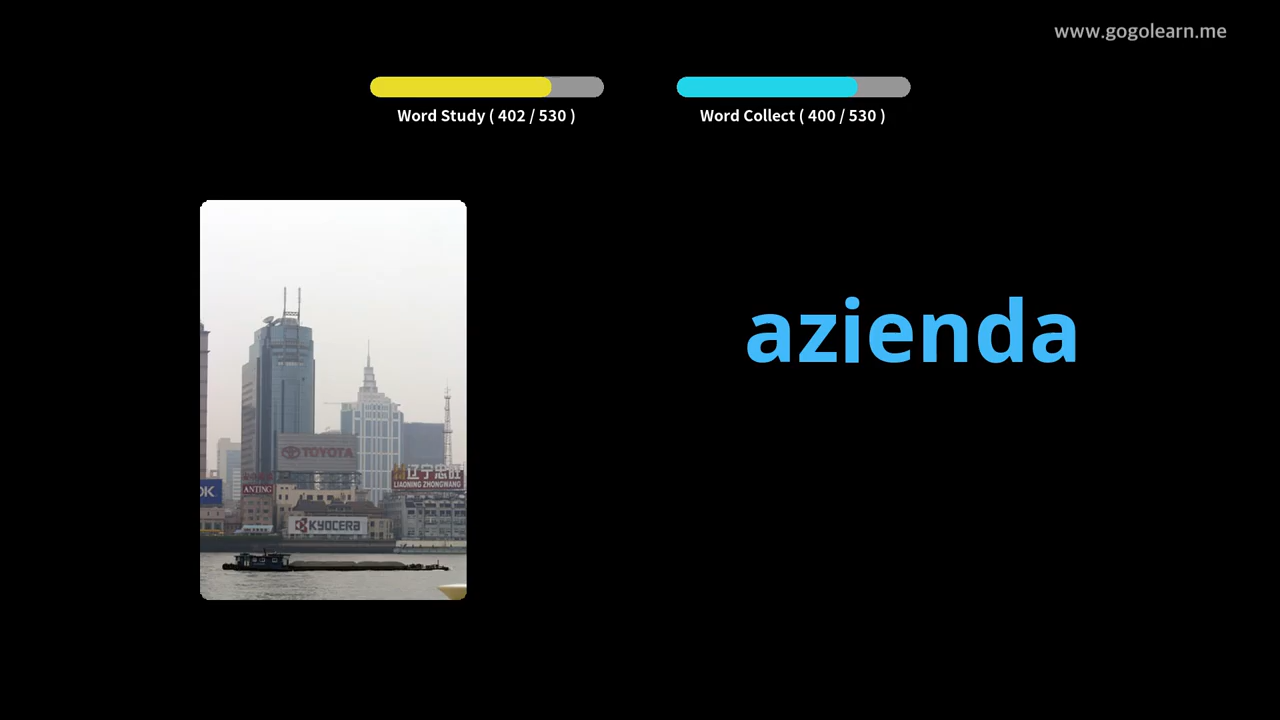 www.gogolearn.me
Word Study ( 402 / 530 )
Word Collect ( 400 / 530 )
azienda
TOYOTA
辽宁忠旺
LIAONING ZHONGWANG
OK
ANTING
KYOCERA